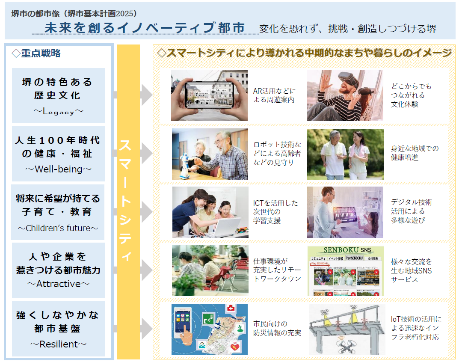 堺市の都市像（堺市基本計画2025）
未来を創るイノベーティブ都市 変化を恐れず、挑戦・創造しつづける堺
◇重点戦略
堺の特色ある
歴史文化
～Legacy～
人生100年時代
の健康・福祉
～Well-being～
将来に希望が持てる
子育て・教育
～Children's future～
人や企業を
惹きつける都市魅力
～Attractive～
強くしなやかな
都市基盤
～Resilient～
スマートシティ
◇スマートシティにより導かれる中期的なまちや暮らしのイメージ
AR活用などに
よる周遊案内
どこからでも
つながれる
文化体験
ロボット技術な
どによる高齢者
などの見守り
身近な地域での
健康増進
ICTを活用した
次世代の
学習支援
デジタル技術
活用による
多様な遊び
仕事環境が
充実したリモー
トワークタウン
SENBOKU SNS
様々な交流を
生む地域SNS
サービス
市民向けの
防災情報の充実
IoT技術の活用に
よる迅速なイン
フラ老朽化対応